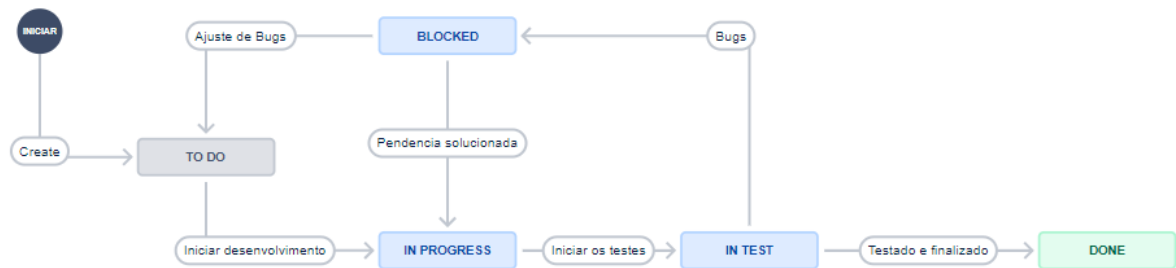 INICIAR
Ajuste de Bugs
BLOCKED
Bugs
Create
TO DO
Pendencia solucionada
Iniciar desenvolvimento
IN PROGRESS
Iniciar os testes
IN TEST
Testado e finalizado
DONE